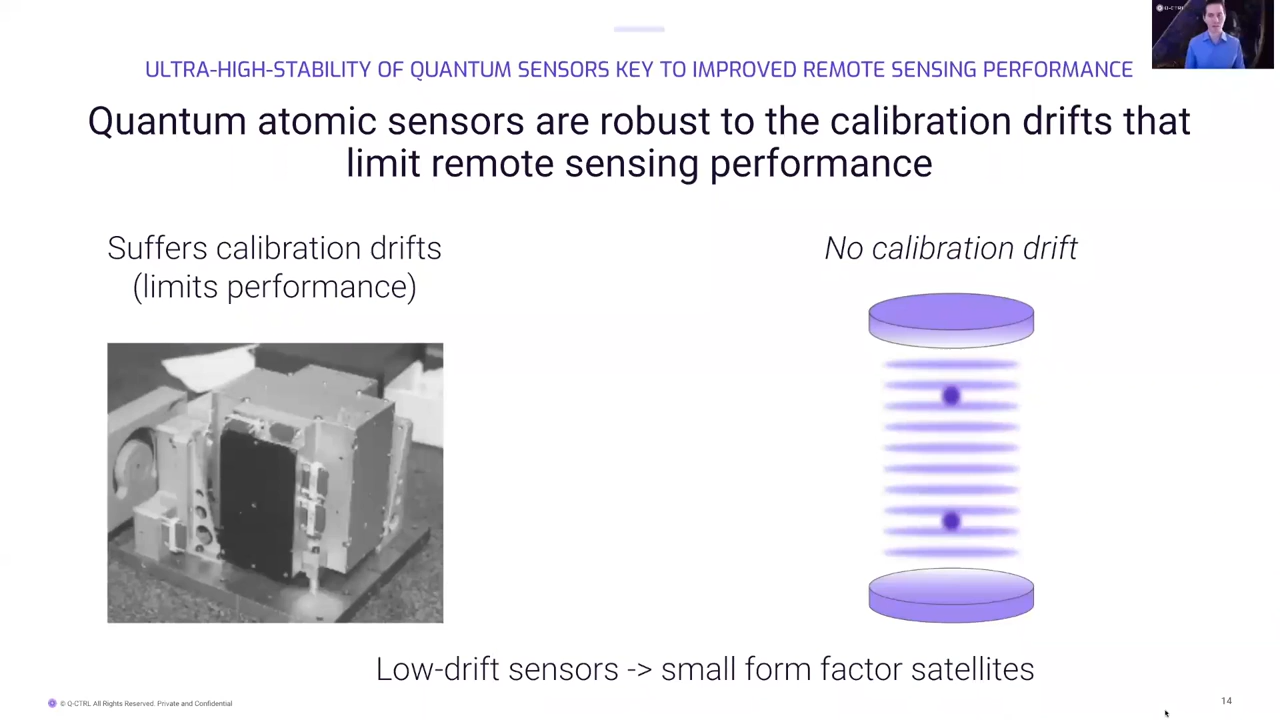 Q-CTRL
ULTRA-HIGH-STABILITY OF QUANTUM SENSORS KEY TO IMPROVED REMOTE SENSING PERFORMANCE
Quantum atomic sensors are robust to the calibration drifts that
limit remote sensing performance
Suffers calibration drifts
(limits performance)
No calibration drift
Low-drift sensors -> small form factor satellites
© Q-CTRL All Rights Reserved. Private and Confidential
14